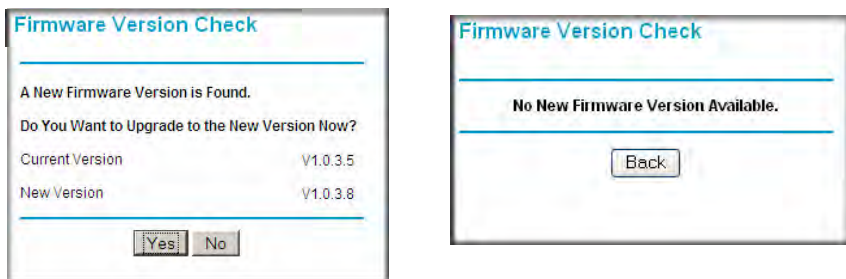 Firmware Version Check
A New Firmware Version is Found.
Do You Want to Upgrade to the New Version Now?
Current Version V1.0.3.5
New Version V1.0.3.8
Yes No
Firmware Version Check
No New Firmware Version Available.
Back